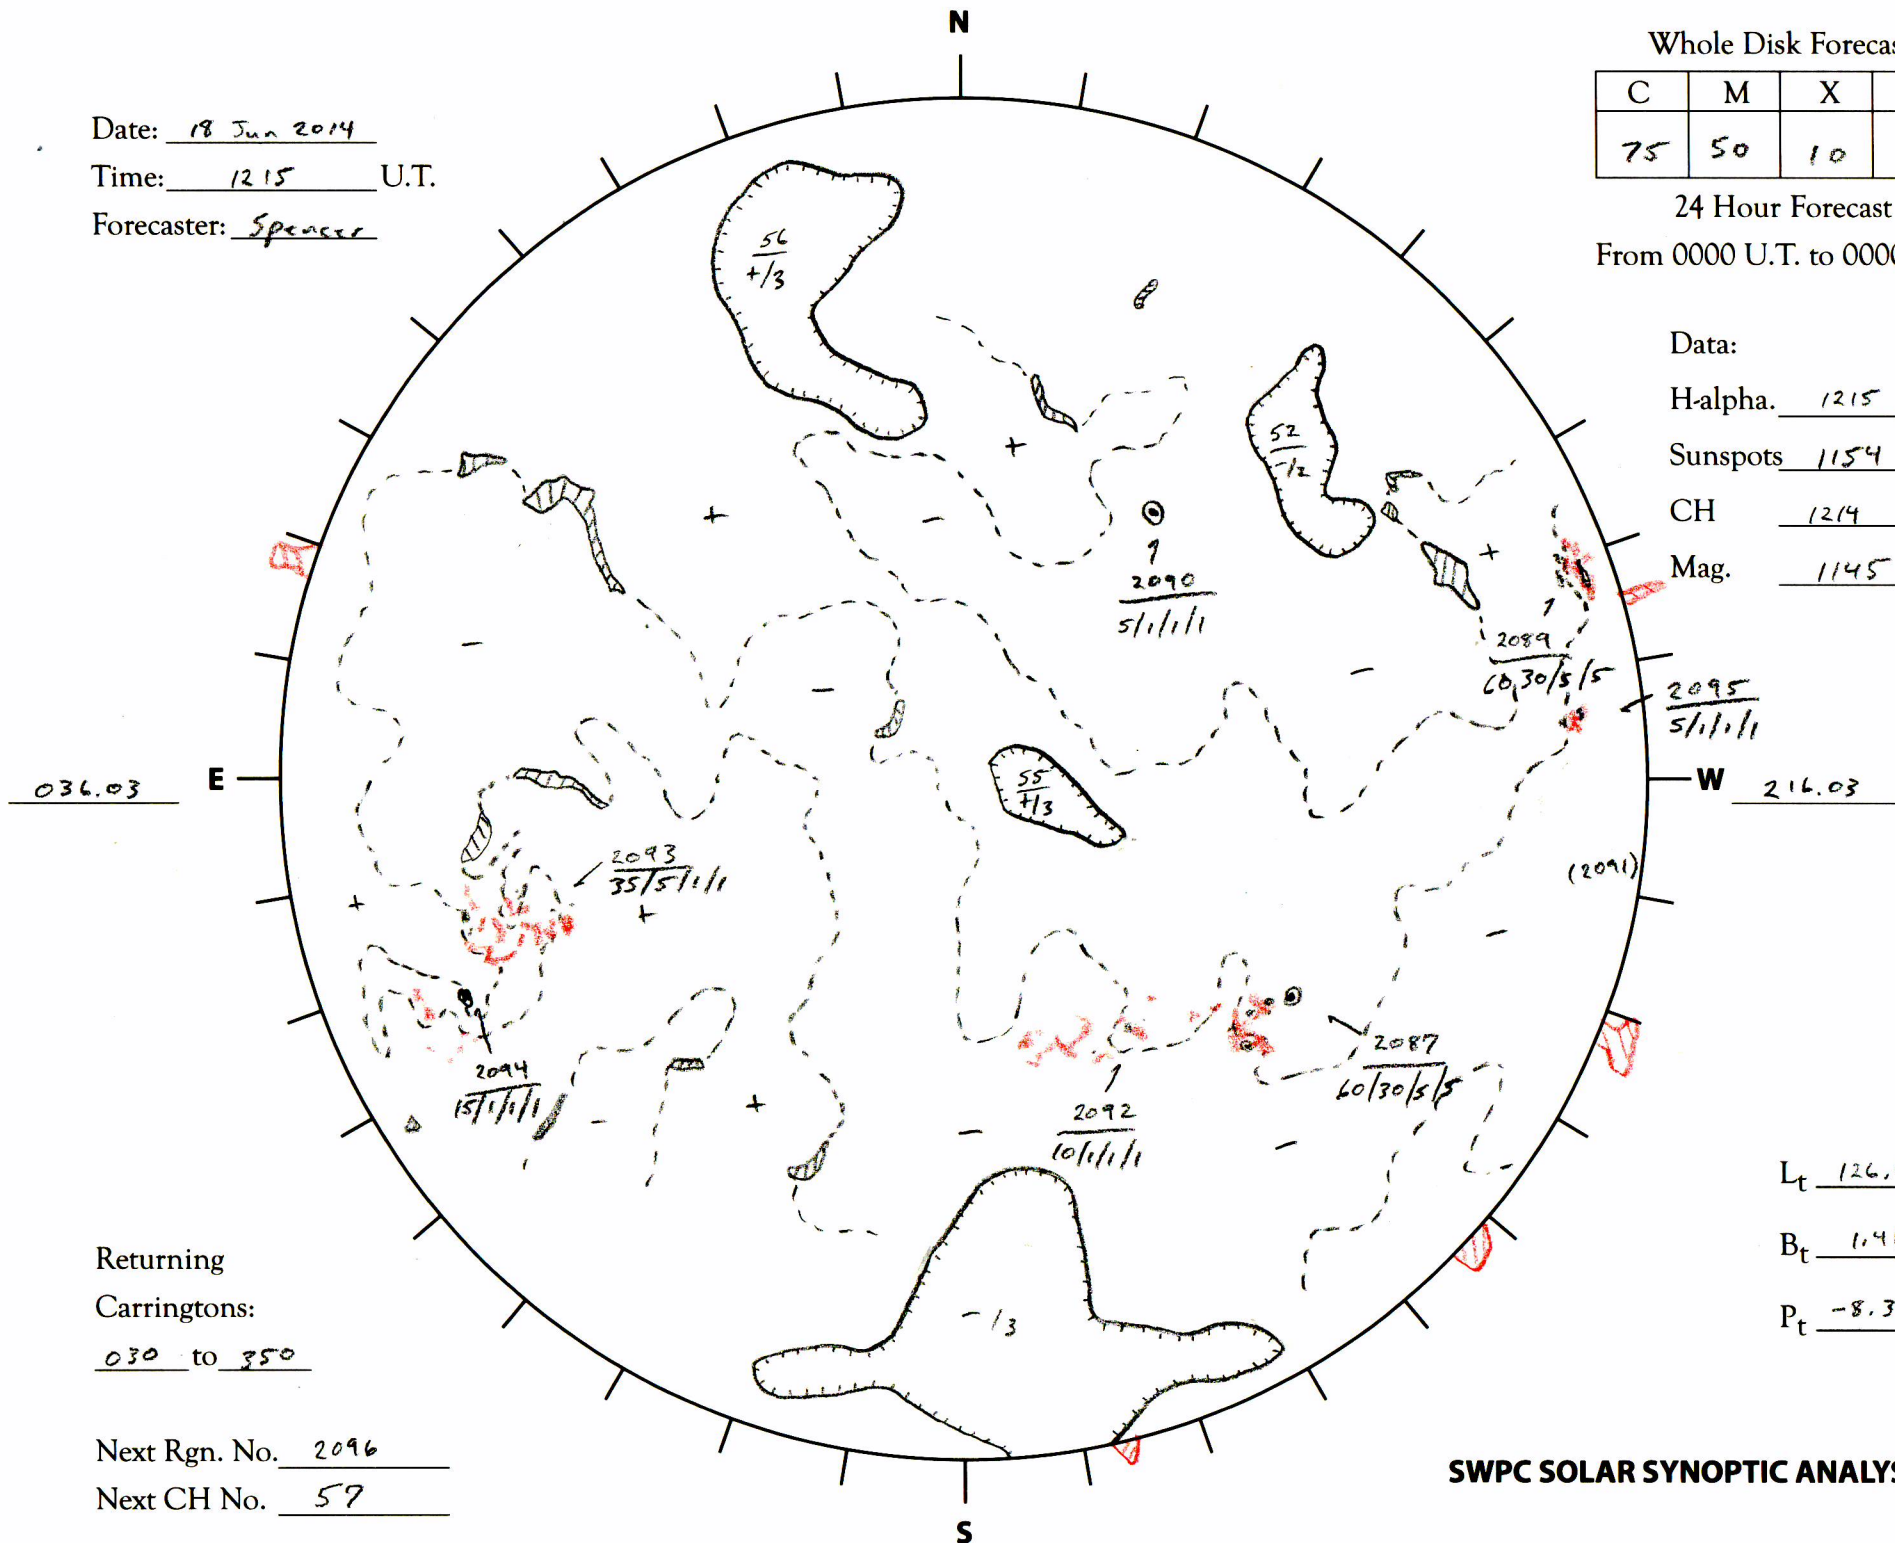 N
Whole Disk Forecas
C M X
75 50 10
24 Hour Forecast
From 0000 U.T. to 0000
Date: 18 Jun 2014
Time: 1215 U.T.
Forecaster: Spencer
Data:
H-alpha. 1215
Sunspots 1154
CH 1214
Mag. 1145
56
+/3
52
-/2
+
+
-
+
2090
5/1/1/1
2089
60/30/5/5
2095
5/1/1/1
-
-
-
E
036.03
W
216.03
55
+/3
2093
35/5/1/1
(2091)
+
+
-
2087
60/30/5/5
2094
15/1/1/1
2092
10/1/1/1
-
+
-
-
-/3
Lt 126.
Bt 1.4
Pt -8.3
Returning
Carringtons:
030 to 350
Next Rgn. No. 2096
Next CH No. 57
SWPC SOLAR SYNOPTIC ANALYS
S